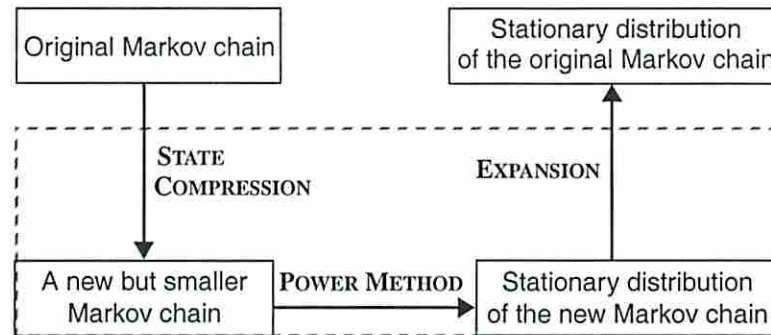 Original Markov chain
Stationary distribution
of the original Markov chain
STATE
COMPRESSION
EXPANSION
A new but smaller
Markov chain
POWER METHOD
Stationary distribution
of the new Markov chain